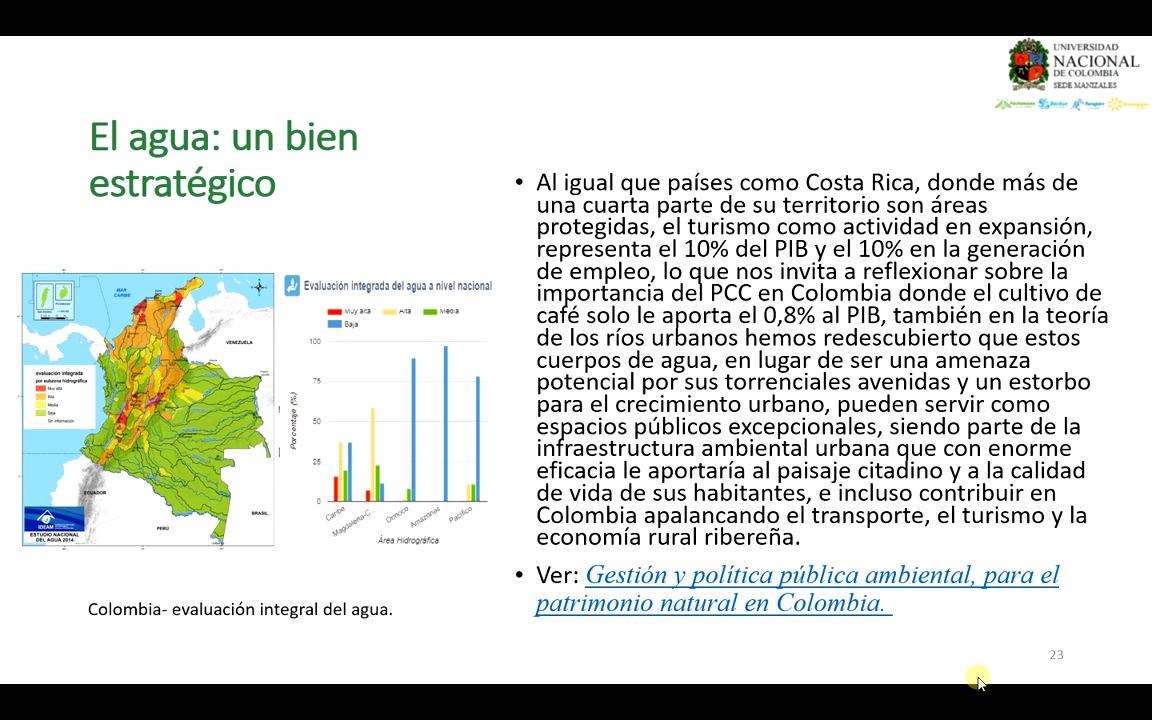 UNIVERSIDAD
NACIONAL
DE COLOMBIA
SEDE MANIZALES
El agua: un bien
estratégico
MAR
CARIBE
VENEZUELA
evaluación integrada
por subzona hidrográfica
Muy alta
Alta
Media
Baja
Sin información
ECUADOR
PERÚ
BRASIL
IDEAM
ESTUDIO NACIONAL
DEL AGUA 2014
Evaluación integrada del agua a nivel nacional
Muy alta Alta Media
Baja
Porcentaje (%)
100
75
50
25
0
Caribe
Magdalena-C...
Orinoco
Amazonas
Pacífico
Área Hidrográfica
Colombia- evaluación integral del agua.
• Al igual que países como Costa Rica, donde más de
una cuarta parte de su territorio son áreas
protegidas, el turismo como actividad en expansión,
representa el 10% del PIB y el 10% en la generación
de empleo, lo que nos invita a reflexionar sobre la
importancia del PCC en Colombia donde el cultivo de
café solo le aporta el 0,8% al PIB, también en la teoría
de los ríos urbanos hemos redescubierto que estos
cuerpos de agua, en lugar de ser una amenaza
potencial por sus torrenciales avenidas y un estorbo
para el crecimiento urbano, pueden servir como
espacios públicos excepcionales, siendo parte de la
infraestructura ambiental urbana que con enorme
eficacia le aportaría al paisaje citadino y a la calidad
de vida de sus habitantes, e incluso contribuir en
Colombia apalancando el transporte, el turismo y la
economía rural ribereña.
• Ver: Gestión y política pública ambiental, para el
patrimonio natural en Colombia.
23